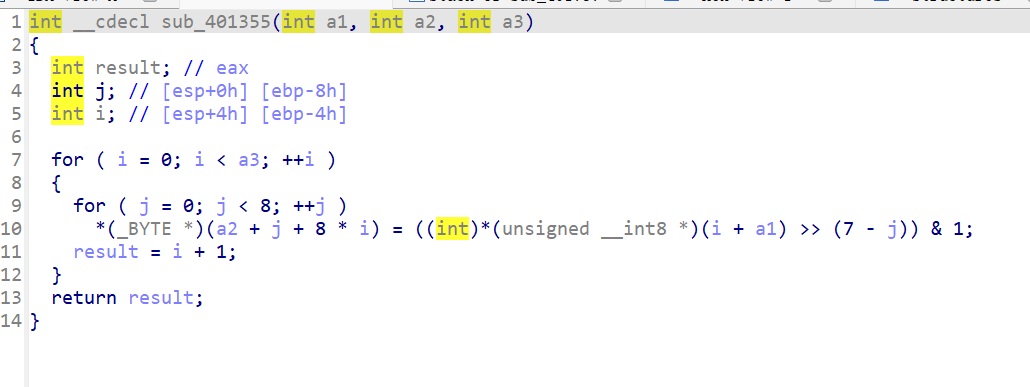 1 int __cdecl sub_401355(int a1, int a2, int a3)
2 {
3   int result; // eax
4   int j; // [esp+0h] [ebp-8h]
5   int i; // [esp+4h] [ebp-4h]
6
7   for ( i = 0; i < a3; ++i )
8   {
9     for ( j = 0; j < 8; ++j )
10       *(_BYTE *)(a2 + j + 8 * i) = ((int)*(unsigned __int8 *)(i + a1) >> (7 - j)) & 1;
11     result = i + 1;
12   }
13   return result;
14 }